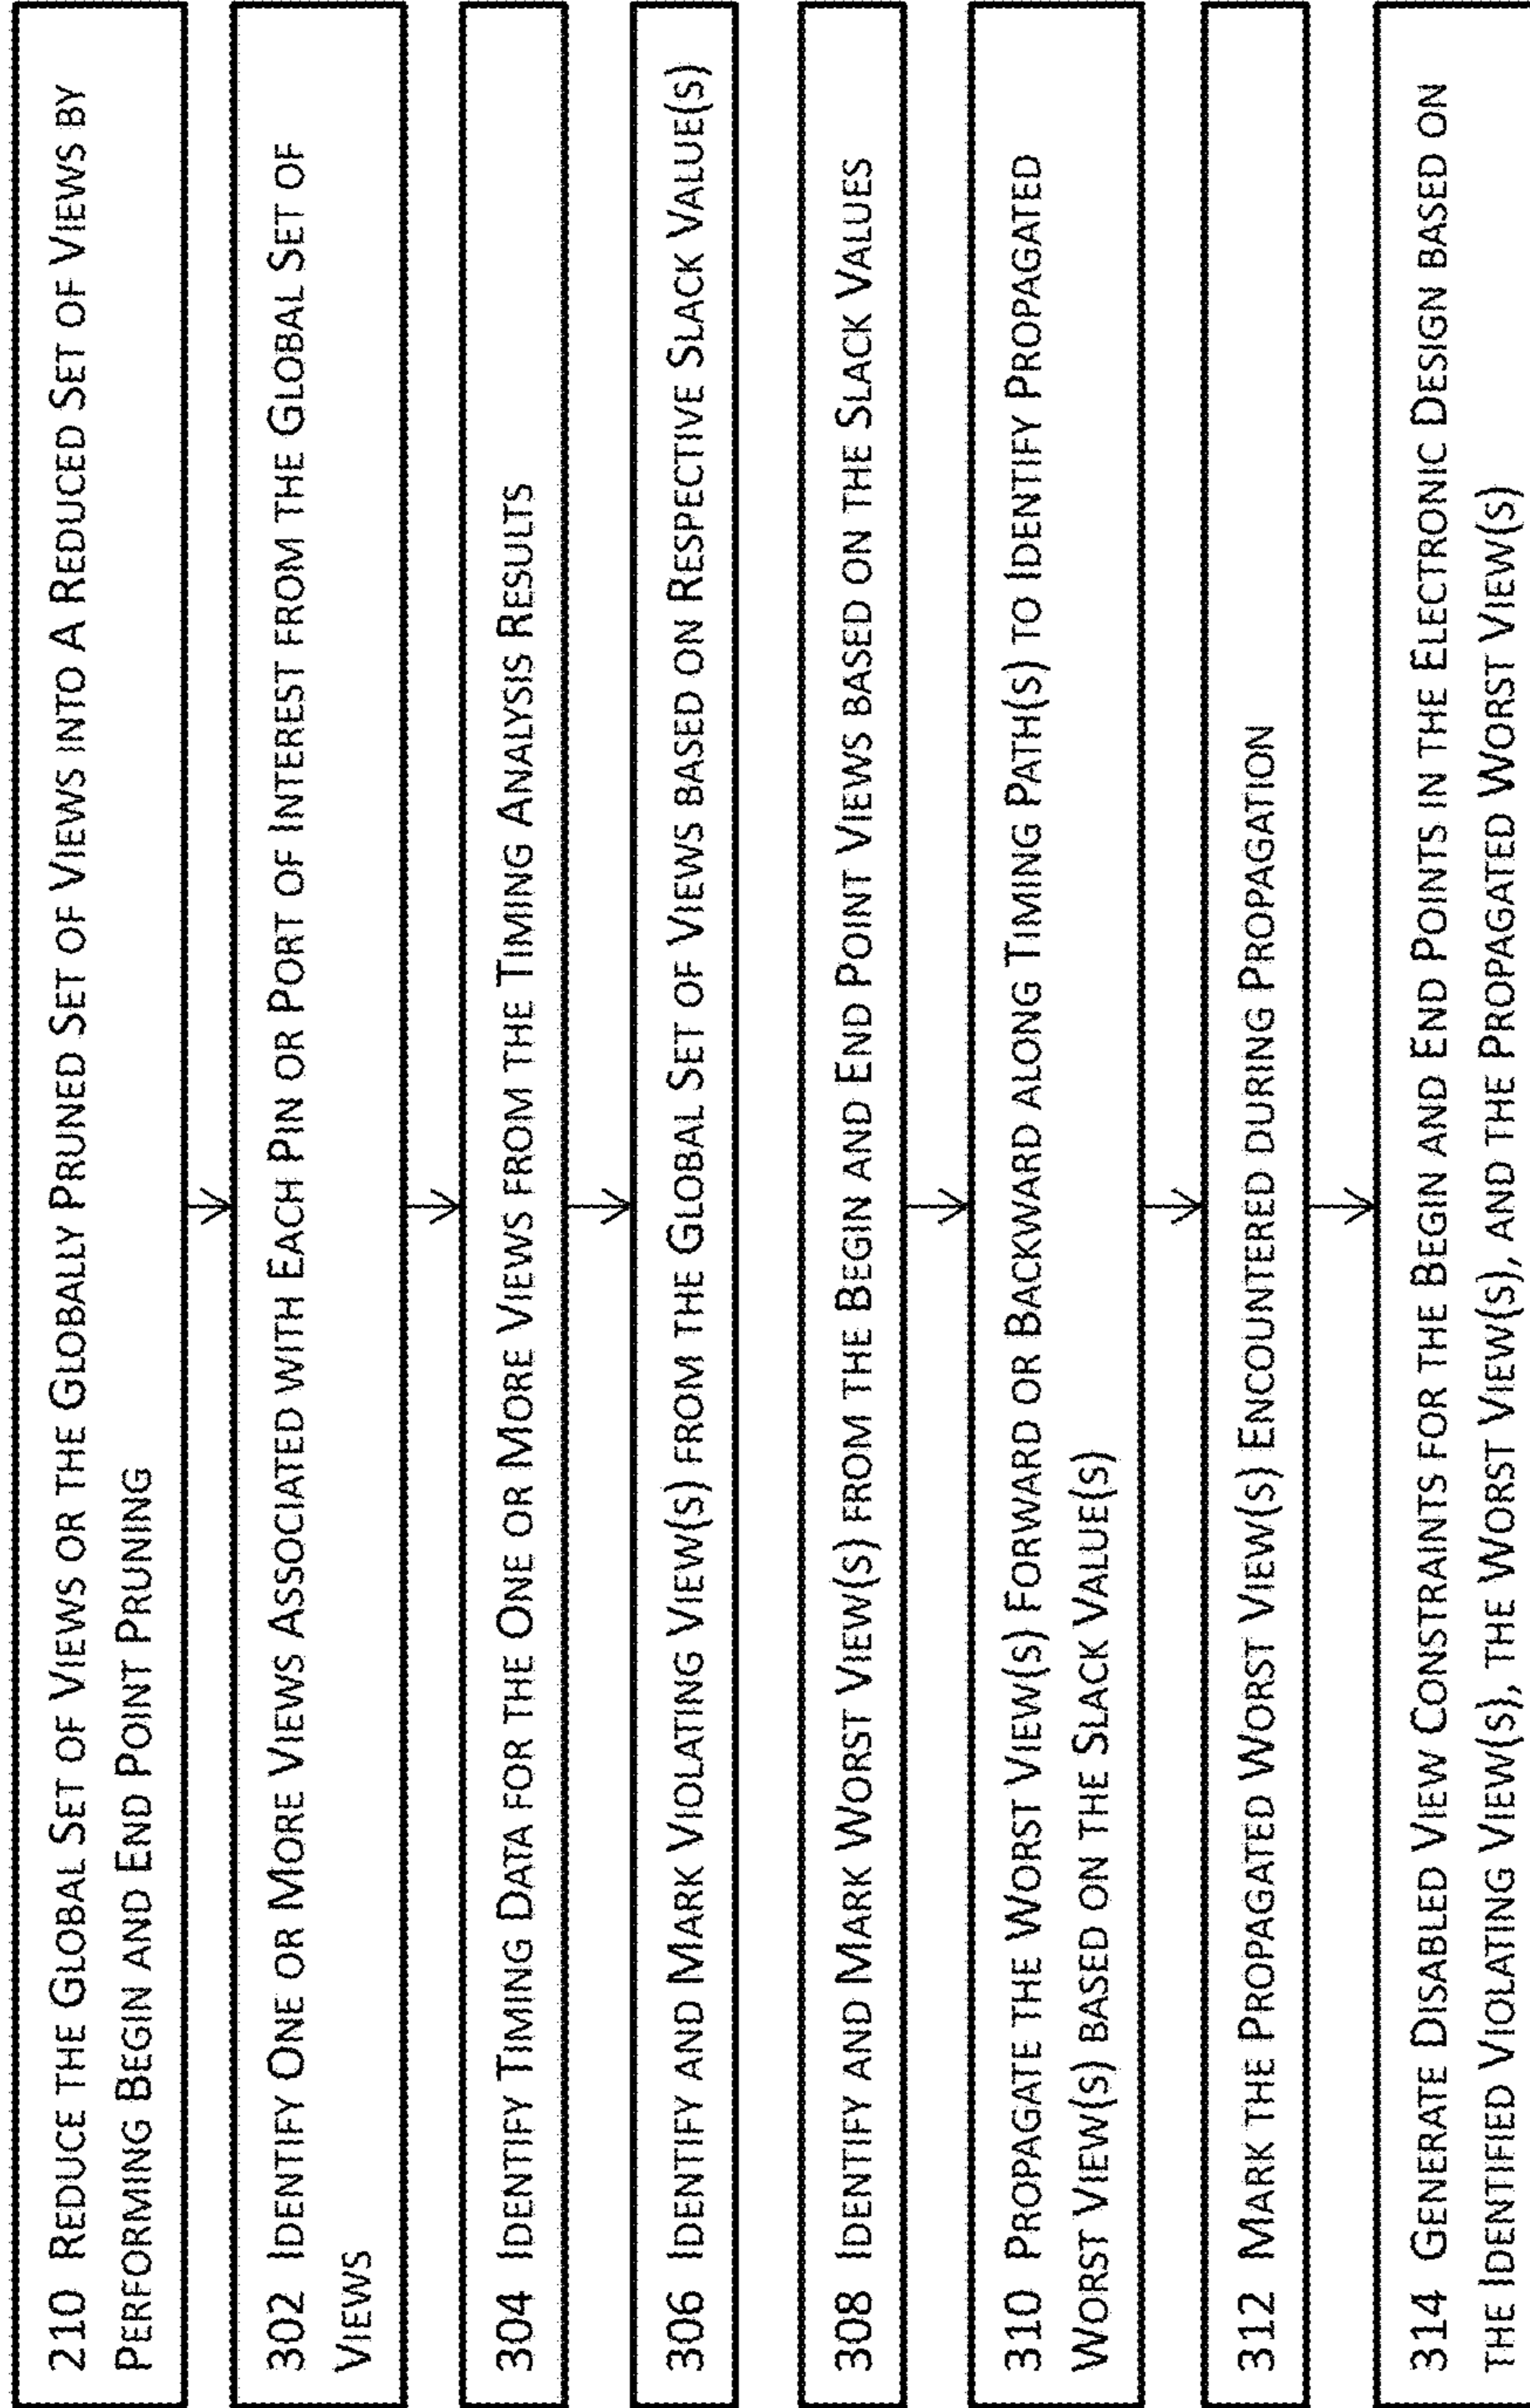 210 REDUCE THE GLOBAL SET OF VIEWS OR THE GLOBALLY PRUNED SET OF VIEWS INTO A REDUCED SET OF VIEWS BY
PERFORMING BEGIN AND END POINT PRUNING
302 IDENTIFY ONE OR MORE VIEWS ASSOCIATED WITH EACH PIN OR PORT OF INTEREST FROM THE GLOBAL SET OF
VIEWS
304 IDENTIFY TIMING DATA FOR THE ONE OR MORE VIEWS FROM THE TIMING ANALYSIS RESULTS
306 IDENTIFY AND MARK VIOLATING VIEW(S) FROM THE GLOBAL SET OF VIEWS BASED ON RESPECTIVE SLACK VALUE(S)
308 IDENTIFY AND MARK WORST VIEW(S) FROM THE BEGIN AND END POINT VIEWS BASED ON THE SLACK VALUES
310 PROPAGATE THE WORST VIEW(S) FORWARD OR BACKWARD ALONG TIMING PATH(S) TO IDENTIFY PROPAGATED
WORST VIEW(S) BASED ON THE SLACK VALUE(S)
312 MARK THE PROPAGATED WORST VIEW(S) ENCOUNTERED DURING PROPAGATION
314 GENERATE DISABLED VIEW CONSTRAINTS FOR THE BEGIN AND END POINTS IN THE ELECTRONIC DESIGN BASED ON
THE IDENTIFIED VIOLATING VIEW(S), THE WORST VIEW(S), AND THE PROPAGATED WORST VIEW(S)